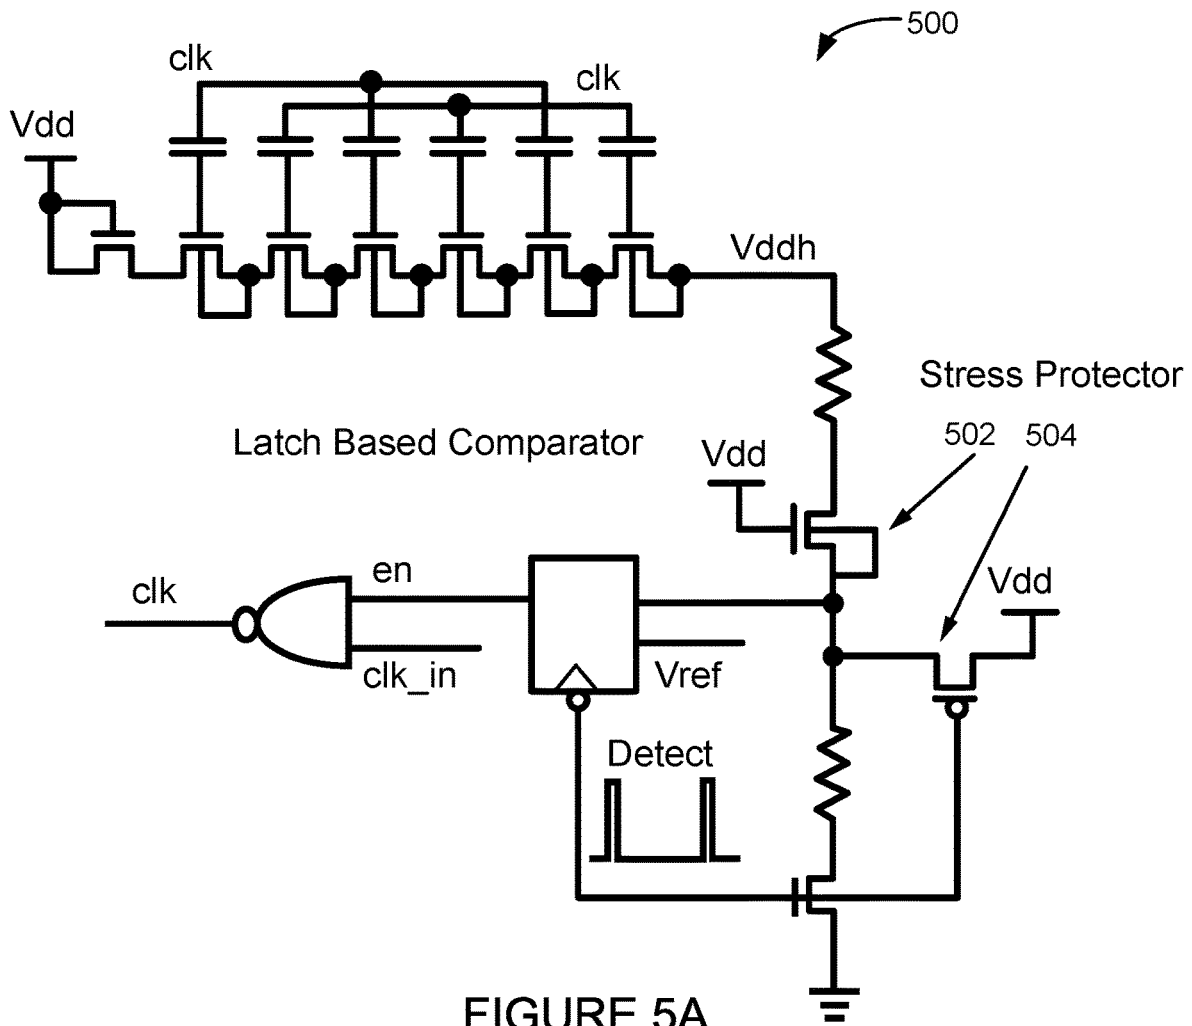 500
clk
clk
Vdd
Vddh
Stress Protector
502 504
Latch Based Comparator
Vdd
Vdd
en
clk
clk_in
Vref
Detect
FIGURE 5A